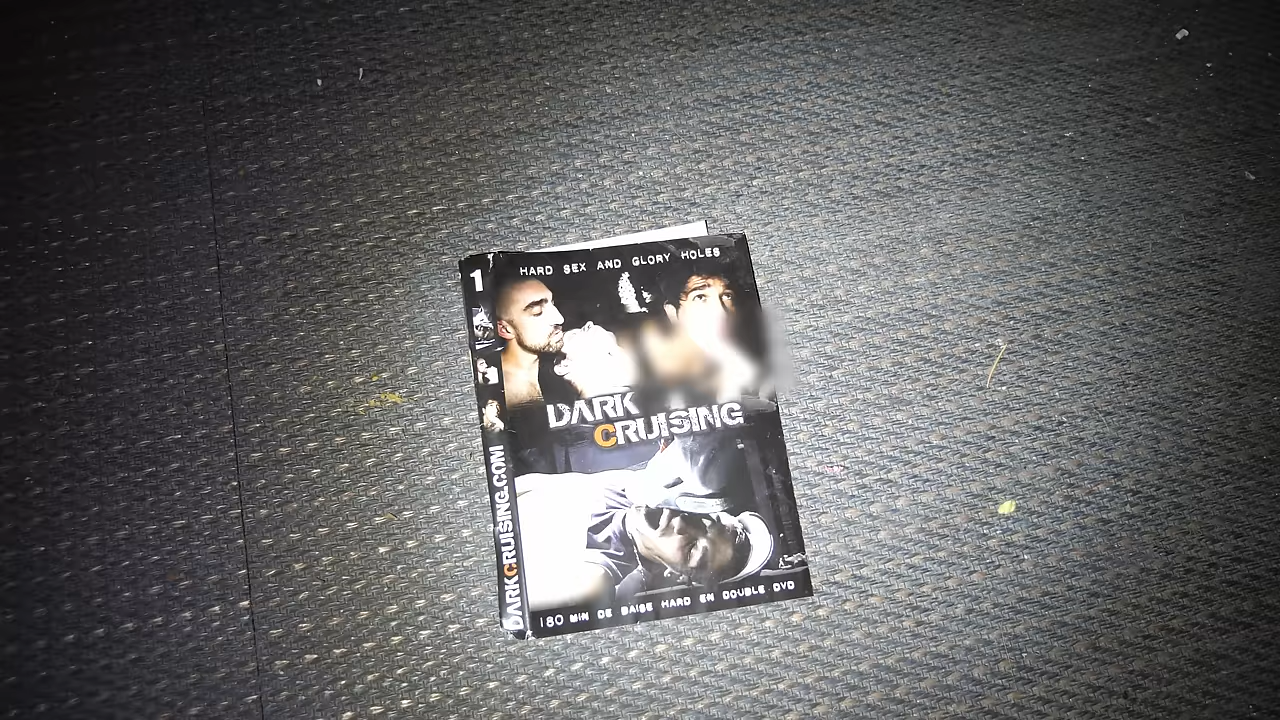 HARD SEX AND GLORY HOLES
1
DARK
CRUISING
DARKCRUISING.COM
180 MIN DE BAISE HARD EN DOUBLE DVD